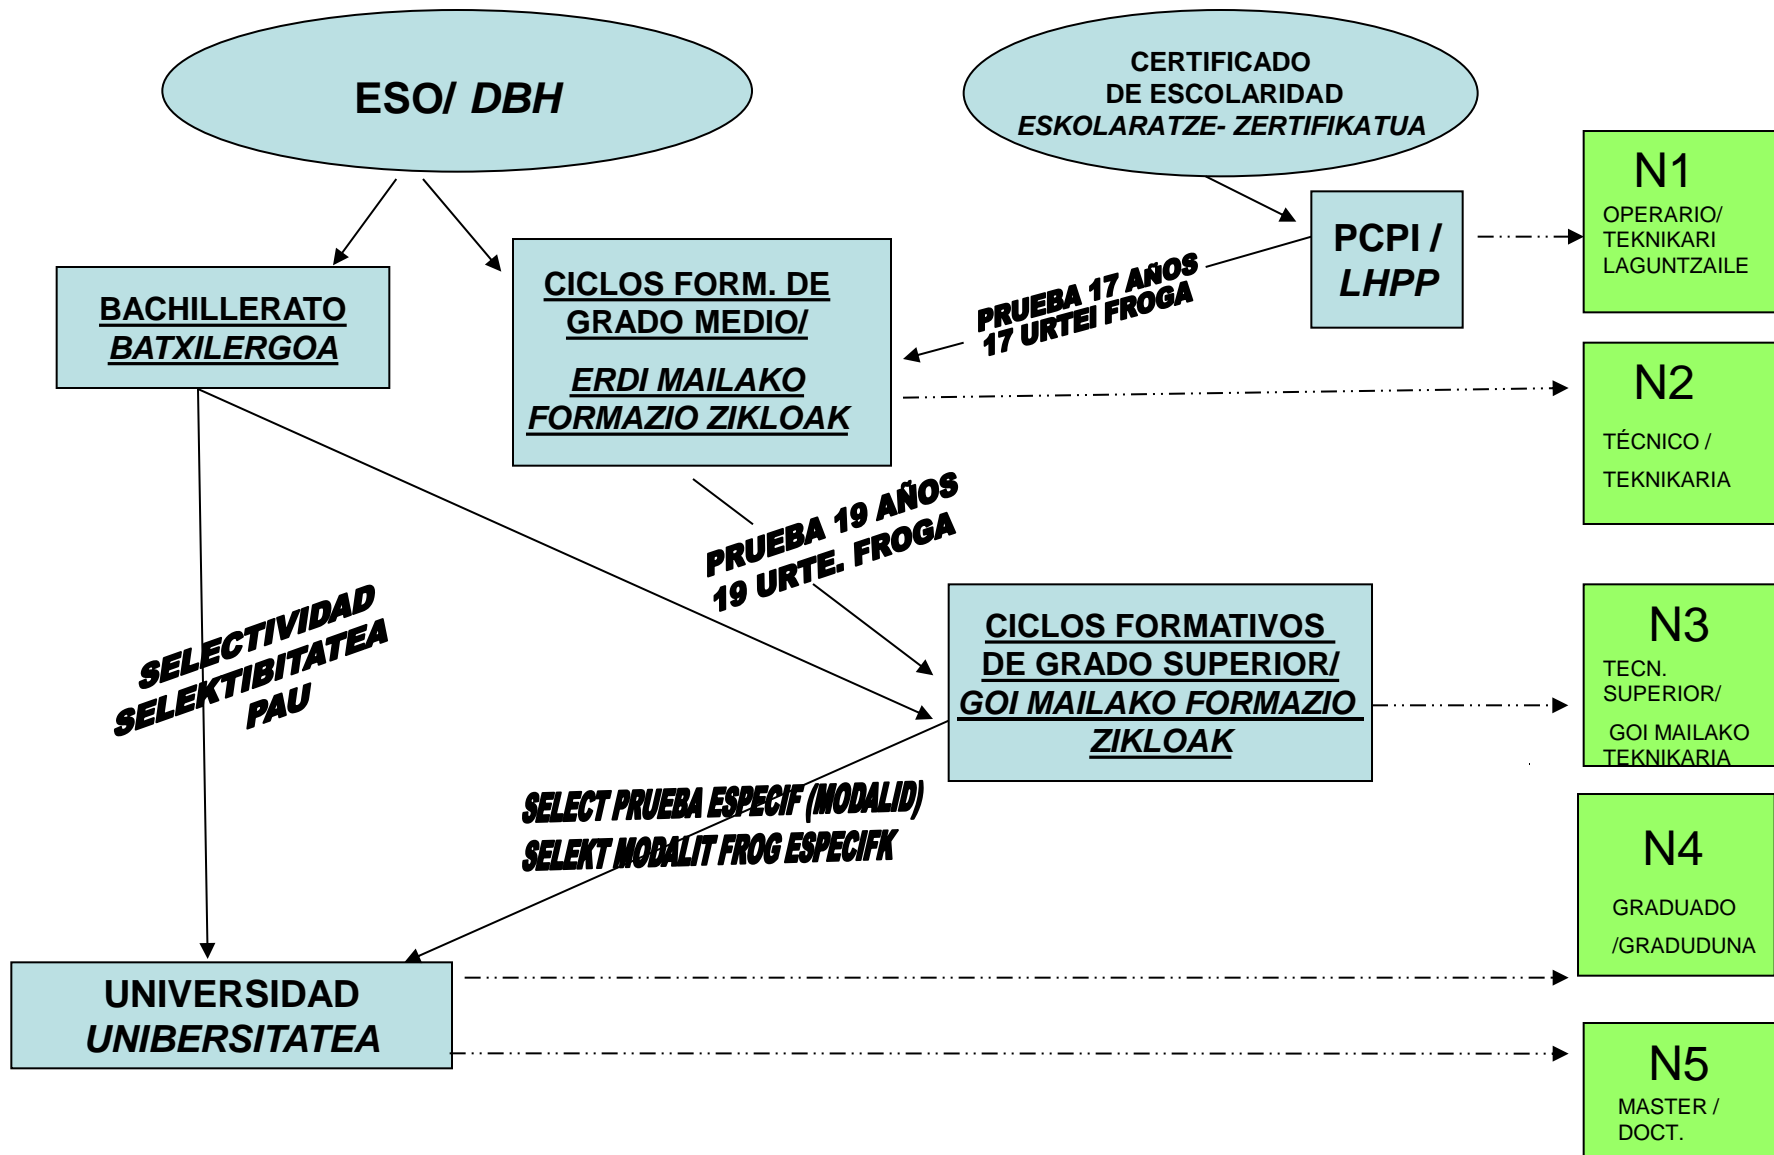 ESO/ DBH
CERTIFICADO
DE ESCOLARIDAD
ESKOLARATZE- ZERTIFIKATUA
N1
OPERARIO/
TEKNIKARI
LAGUNTZAILE
PCPI /
LHPP
BACHILLERATO
BATXILERGOA
CICLOS FORM. DE
GRADO MEDIO/
ERDI MAILAKO
FORMAZIO ZIKLOAK
PRUEBA 17 AÑOS
17 URTEI FROGA
N2
TÉCNICO /
TEKNIKARIA
PRUEBA 19 AÑOS
19 URTE. FROGA
SELECTIVIDAD
SELEKTIBITATEA
PAU
CICLOS FORMATIVOS
DE GRADO SUPERIOR/
GOI MAILAKO FORMAZIO
ZIKLOAK
N3
TECN.
SUPERIOR/
GOI MAILAKO
TEKNIKARIA
SELECT PRUEBA ESPECIF (MODALID)
SELEKT MODALIT FROG ESPECIFK
N4
GRADUADO
/GRADUDUNA
UNIVERSIDAD
UNIBERSITATEA
N5
MASTER /
DOCT.